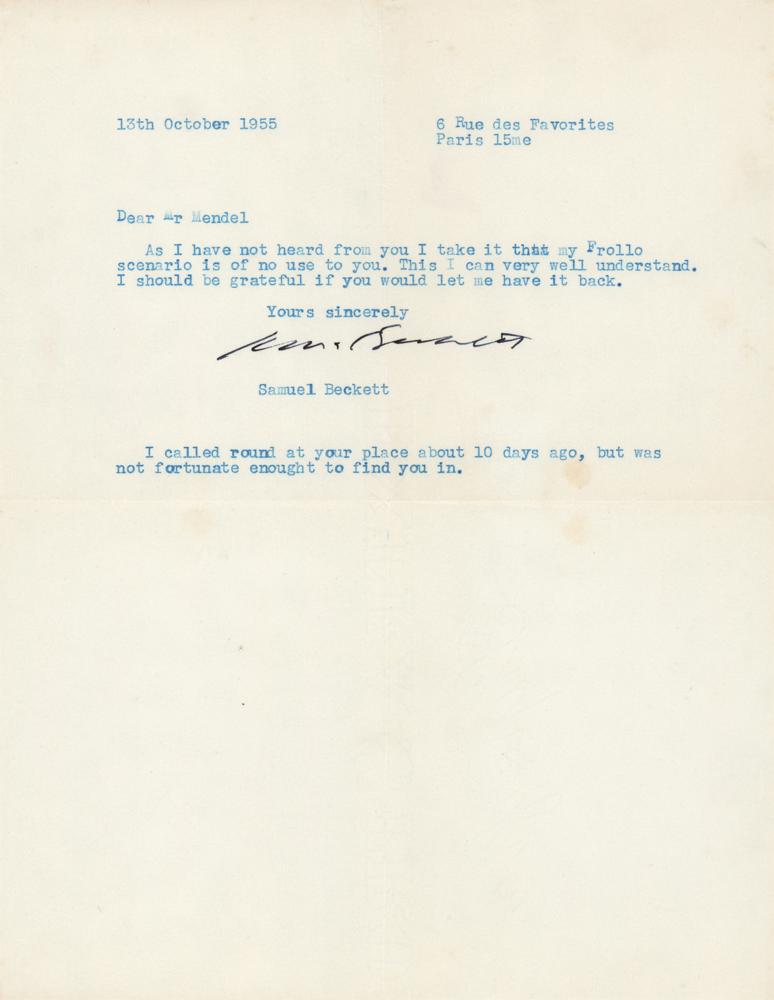 13th October 1955
6 Rue des Favorites
Paris 15me
Dear Mr Mendel
As I have not heard from you I take it that my Frollo
scenario is of no use to you. This I can very well understand.
I should be grateful if you would let me have it back.
Yours sincerely
Sam. Beckett
Samuel Beckett
I called round at your place about 10 days ago, but was
not fortunate enought to find you in.